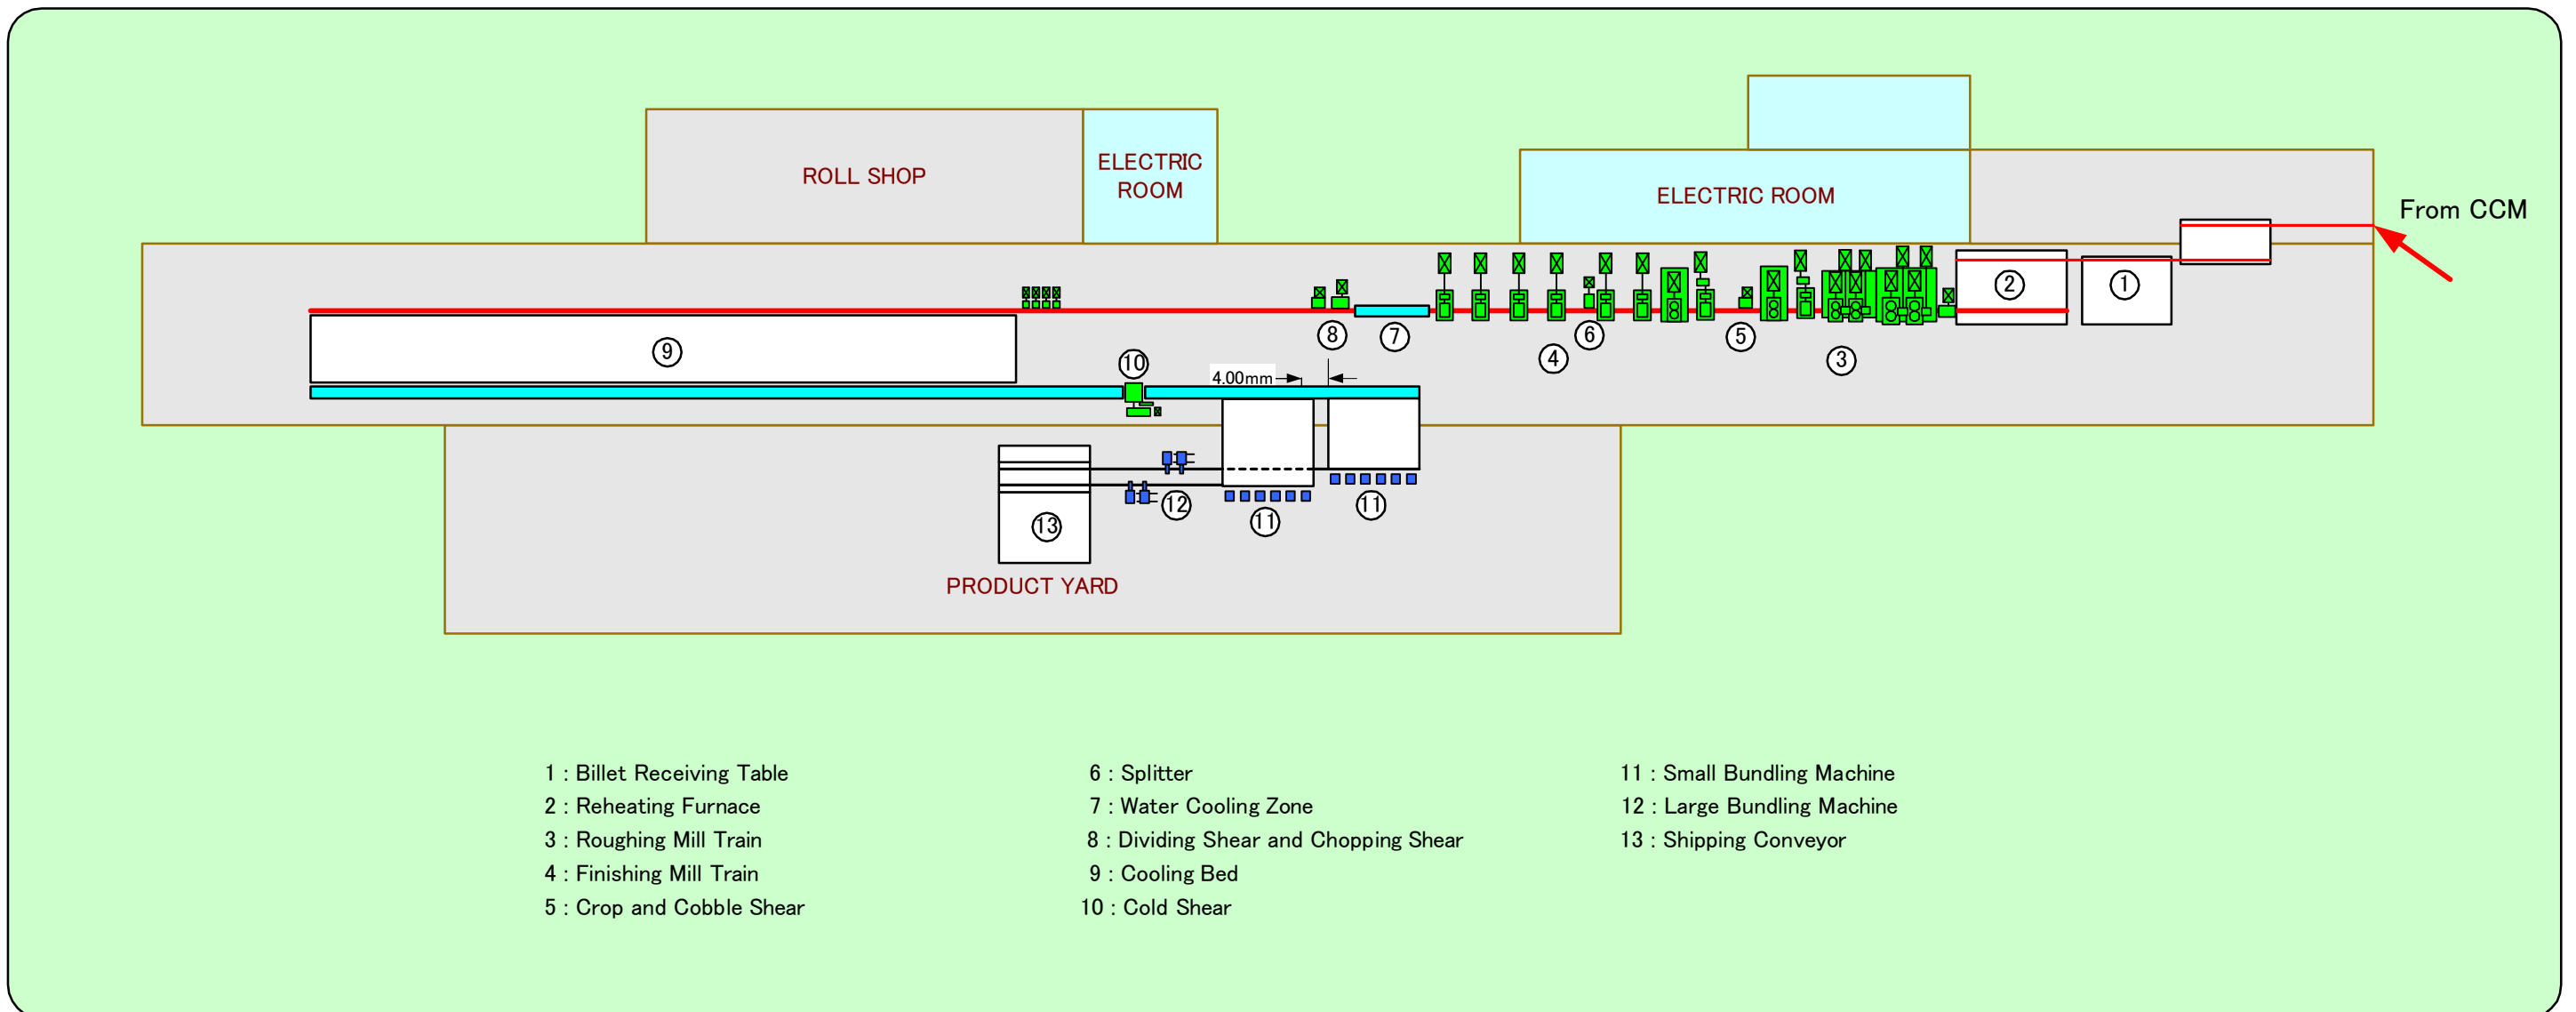 ROLL SHOP
ELECTRIC
ROOM
ELECTRIC ROOM
From CCM
2
1
9
8
7
6
5
4
3
10
4.00mm
13
12
11
11
PRODUCT YARD
1 : Billet Receiving Table
2 : Reheating Furnace
3 : Roughing Mill Train
4 : Finishing Mill Train
5 : Crop and Cobble Shear
6 : Splitter
7 : Water Cooling Zone
8 : Dividing Shear and Chopping Shear
9 : Cooling Bed
10 : Cold Shear
11 : Small Bundling Machine
12 : Large Bundling Machine
13 : Shipping Conveyor